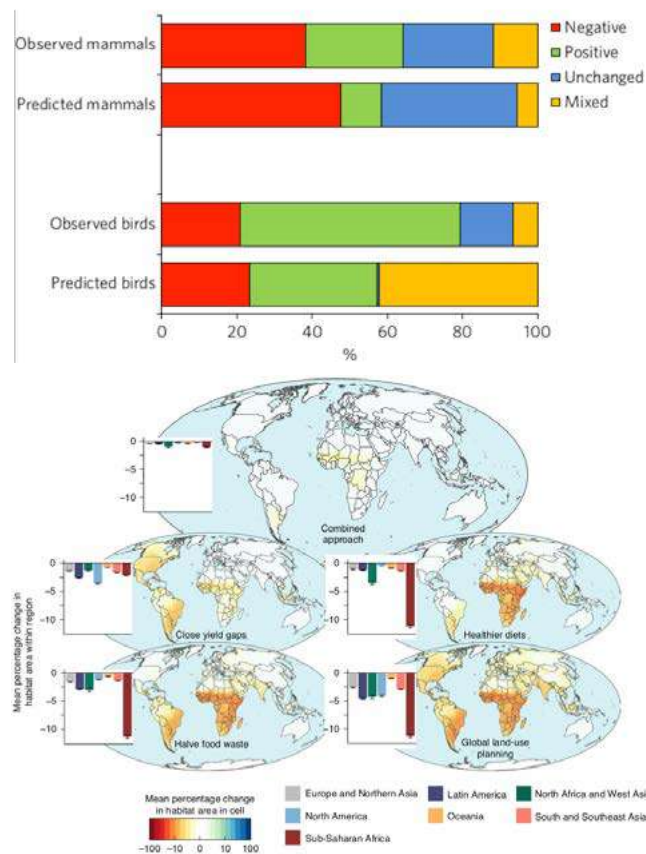 Observed mammals
Predicted mammals
Observed birds
Predicted birds
Negative
Positive
Unchanged
Mixed
0 20 40 60 80 100
%
0
−5
−10
Combined
approach
Mean percentage change in
habitat area within region
0
−5
−10
Close yield gaps
0
−5
−10
Healthier diets
0
−5
−10
Halve food waste
0
−5
−10
Global land-use
planning
Mean percentage change
in habitat area in cell
−100 −10 0 10 100
Europe and Northern Asia
Latin America
North Africa and West Asi
North America
Oceania
South and Southeast Asia
Sub-Saharan Africa